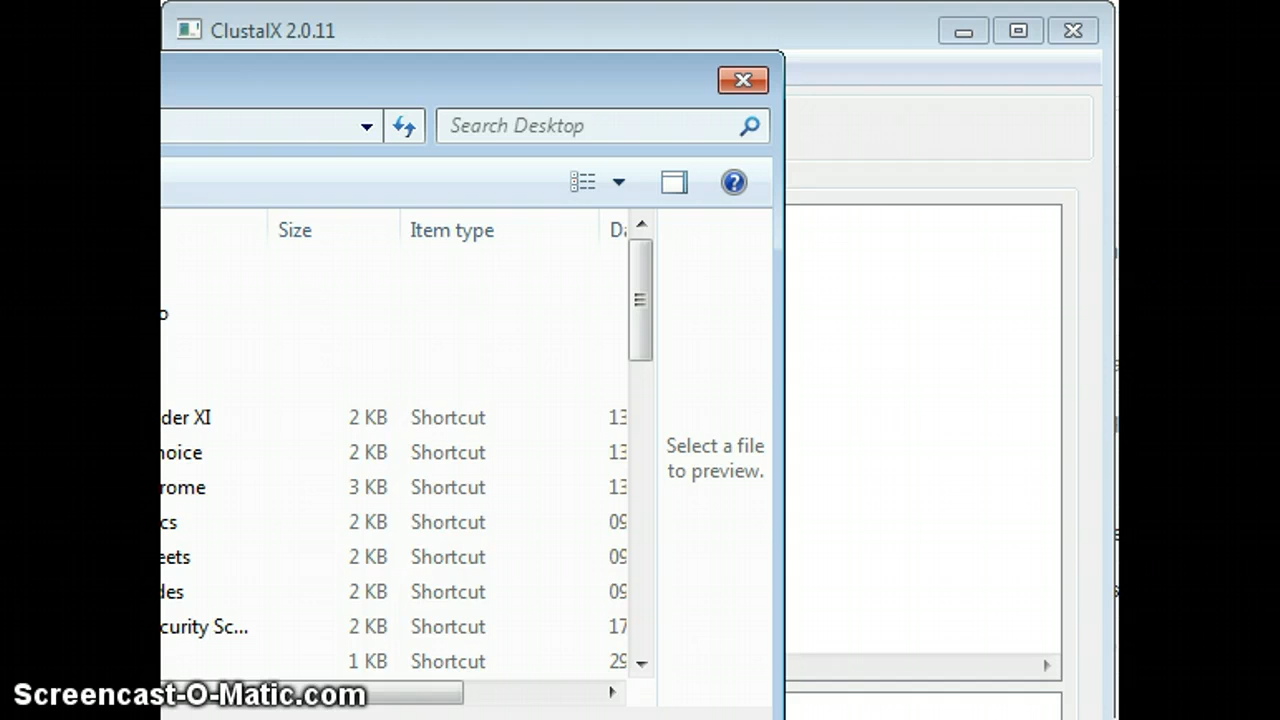 ClustalX 2.0.11
Search Desktop
Size Item type
o
der XI 2 KB Shortcut 13
hoice 2 KB Shortcut 13
rome 3 KB Shortcut 13
cs 2 KB Shortcut 09
eets 2 KB Shortcut 09
des 2 KB Shortcut 09
curity Sc... 2 KB Shortcut 17
1 KB Shortcut 29
Select a file
to preview.
Screencast-O-Matic.com